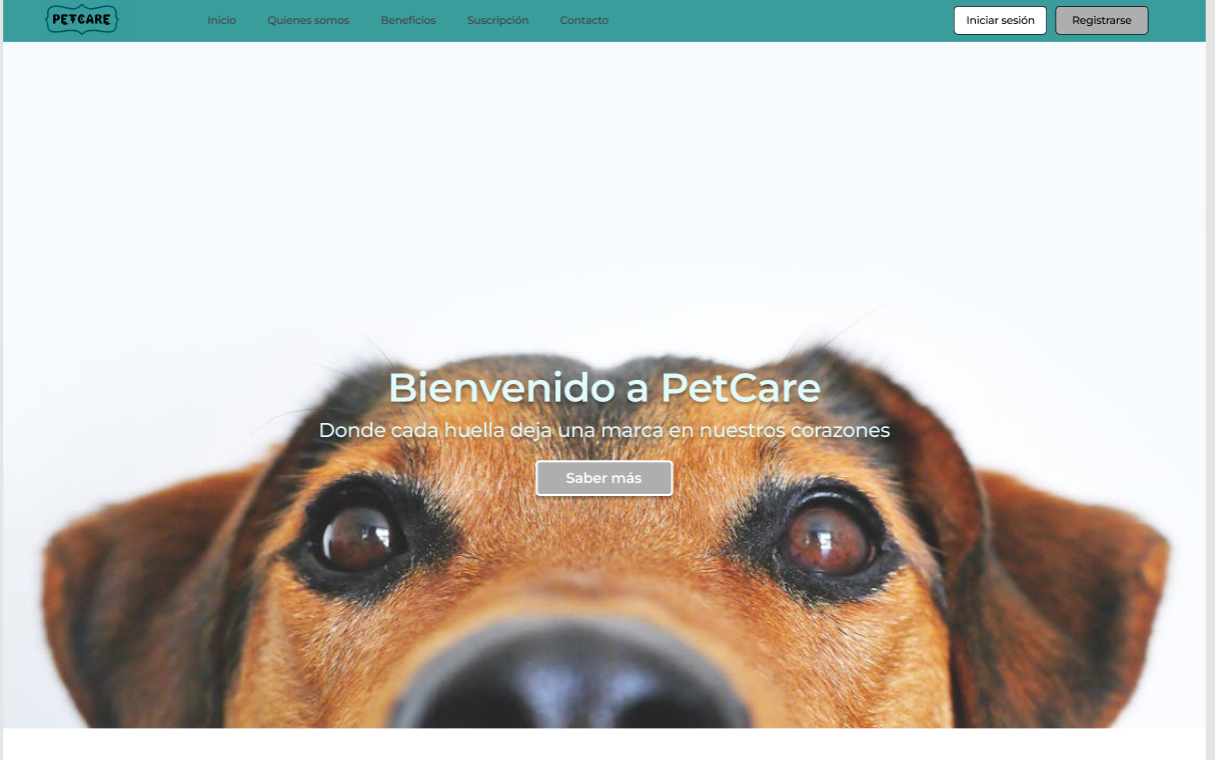 PETCARE
Inicio
Quienes somos
Beneficios
Suscripción
Contacto
Iniciar sesión
Registrarse
Bienvenido a PetCare
Donde cada huella deja una marca en nuestros corazones
Saber más